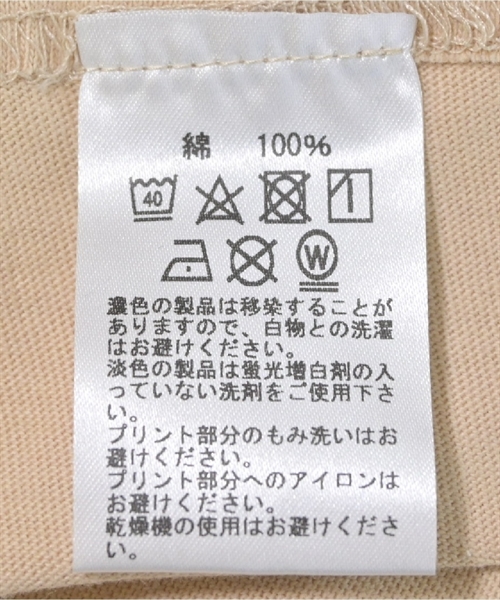 綿 100%
40
W
濃色の製品は移染することが
ありますので、白物との洗濯
はお避けください。
淡色の製品は蛍光増白剤の入
っていない洗剤をご使用下さ
い。
プリント部分のもみ洗いはお
避けください。
プリント部分へのアイロンは
お避けください。
乾燥機の使用はお避けくださ
い。